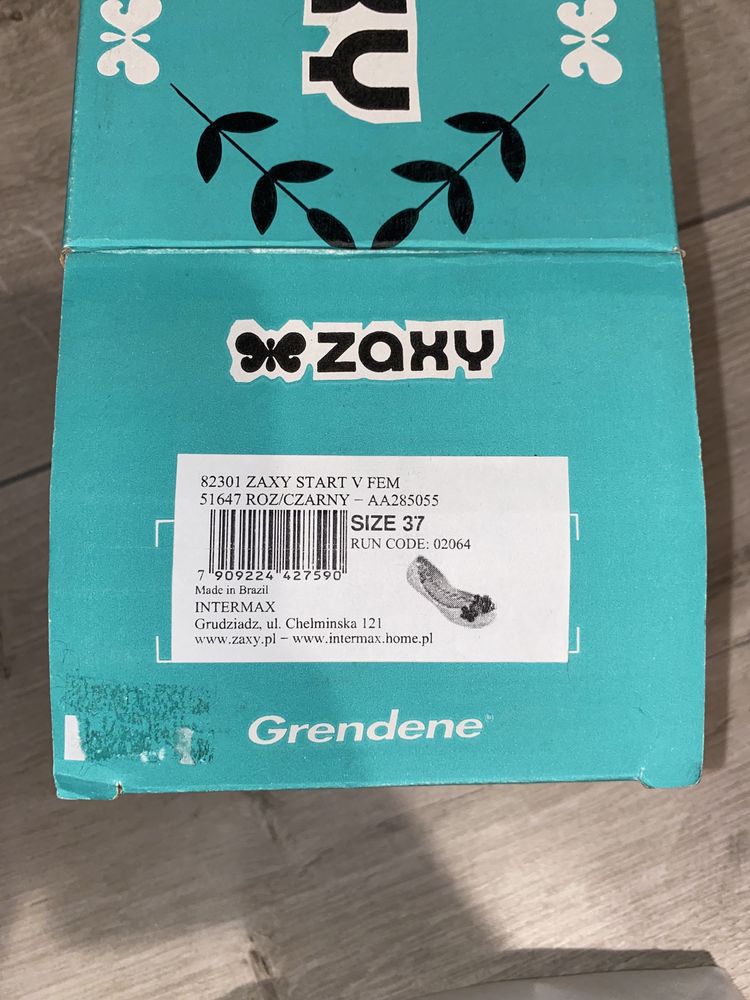 zaxy
82301 ZAXY START V FEM
51647 ROZ/CZARNY – AA285055
SIZE 37
RUN CODE: 02064
7 909224 427590
Made in Brazil
INTERMAX
Grudziadz, ul. Chelminska 121
www.zaxy.pl – www.intermax.home.pl
Grendene®